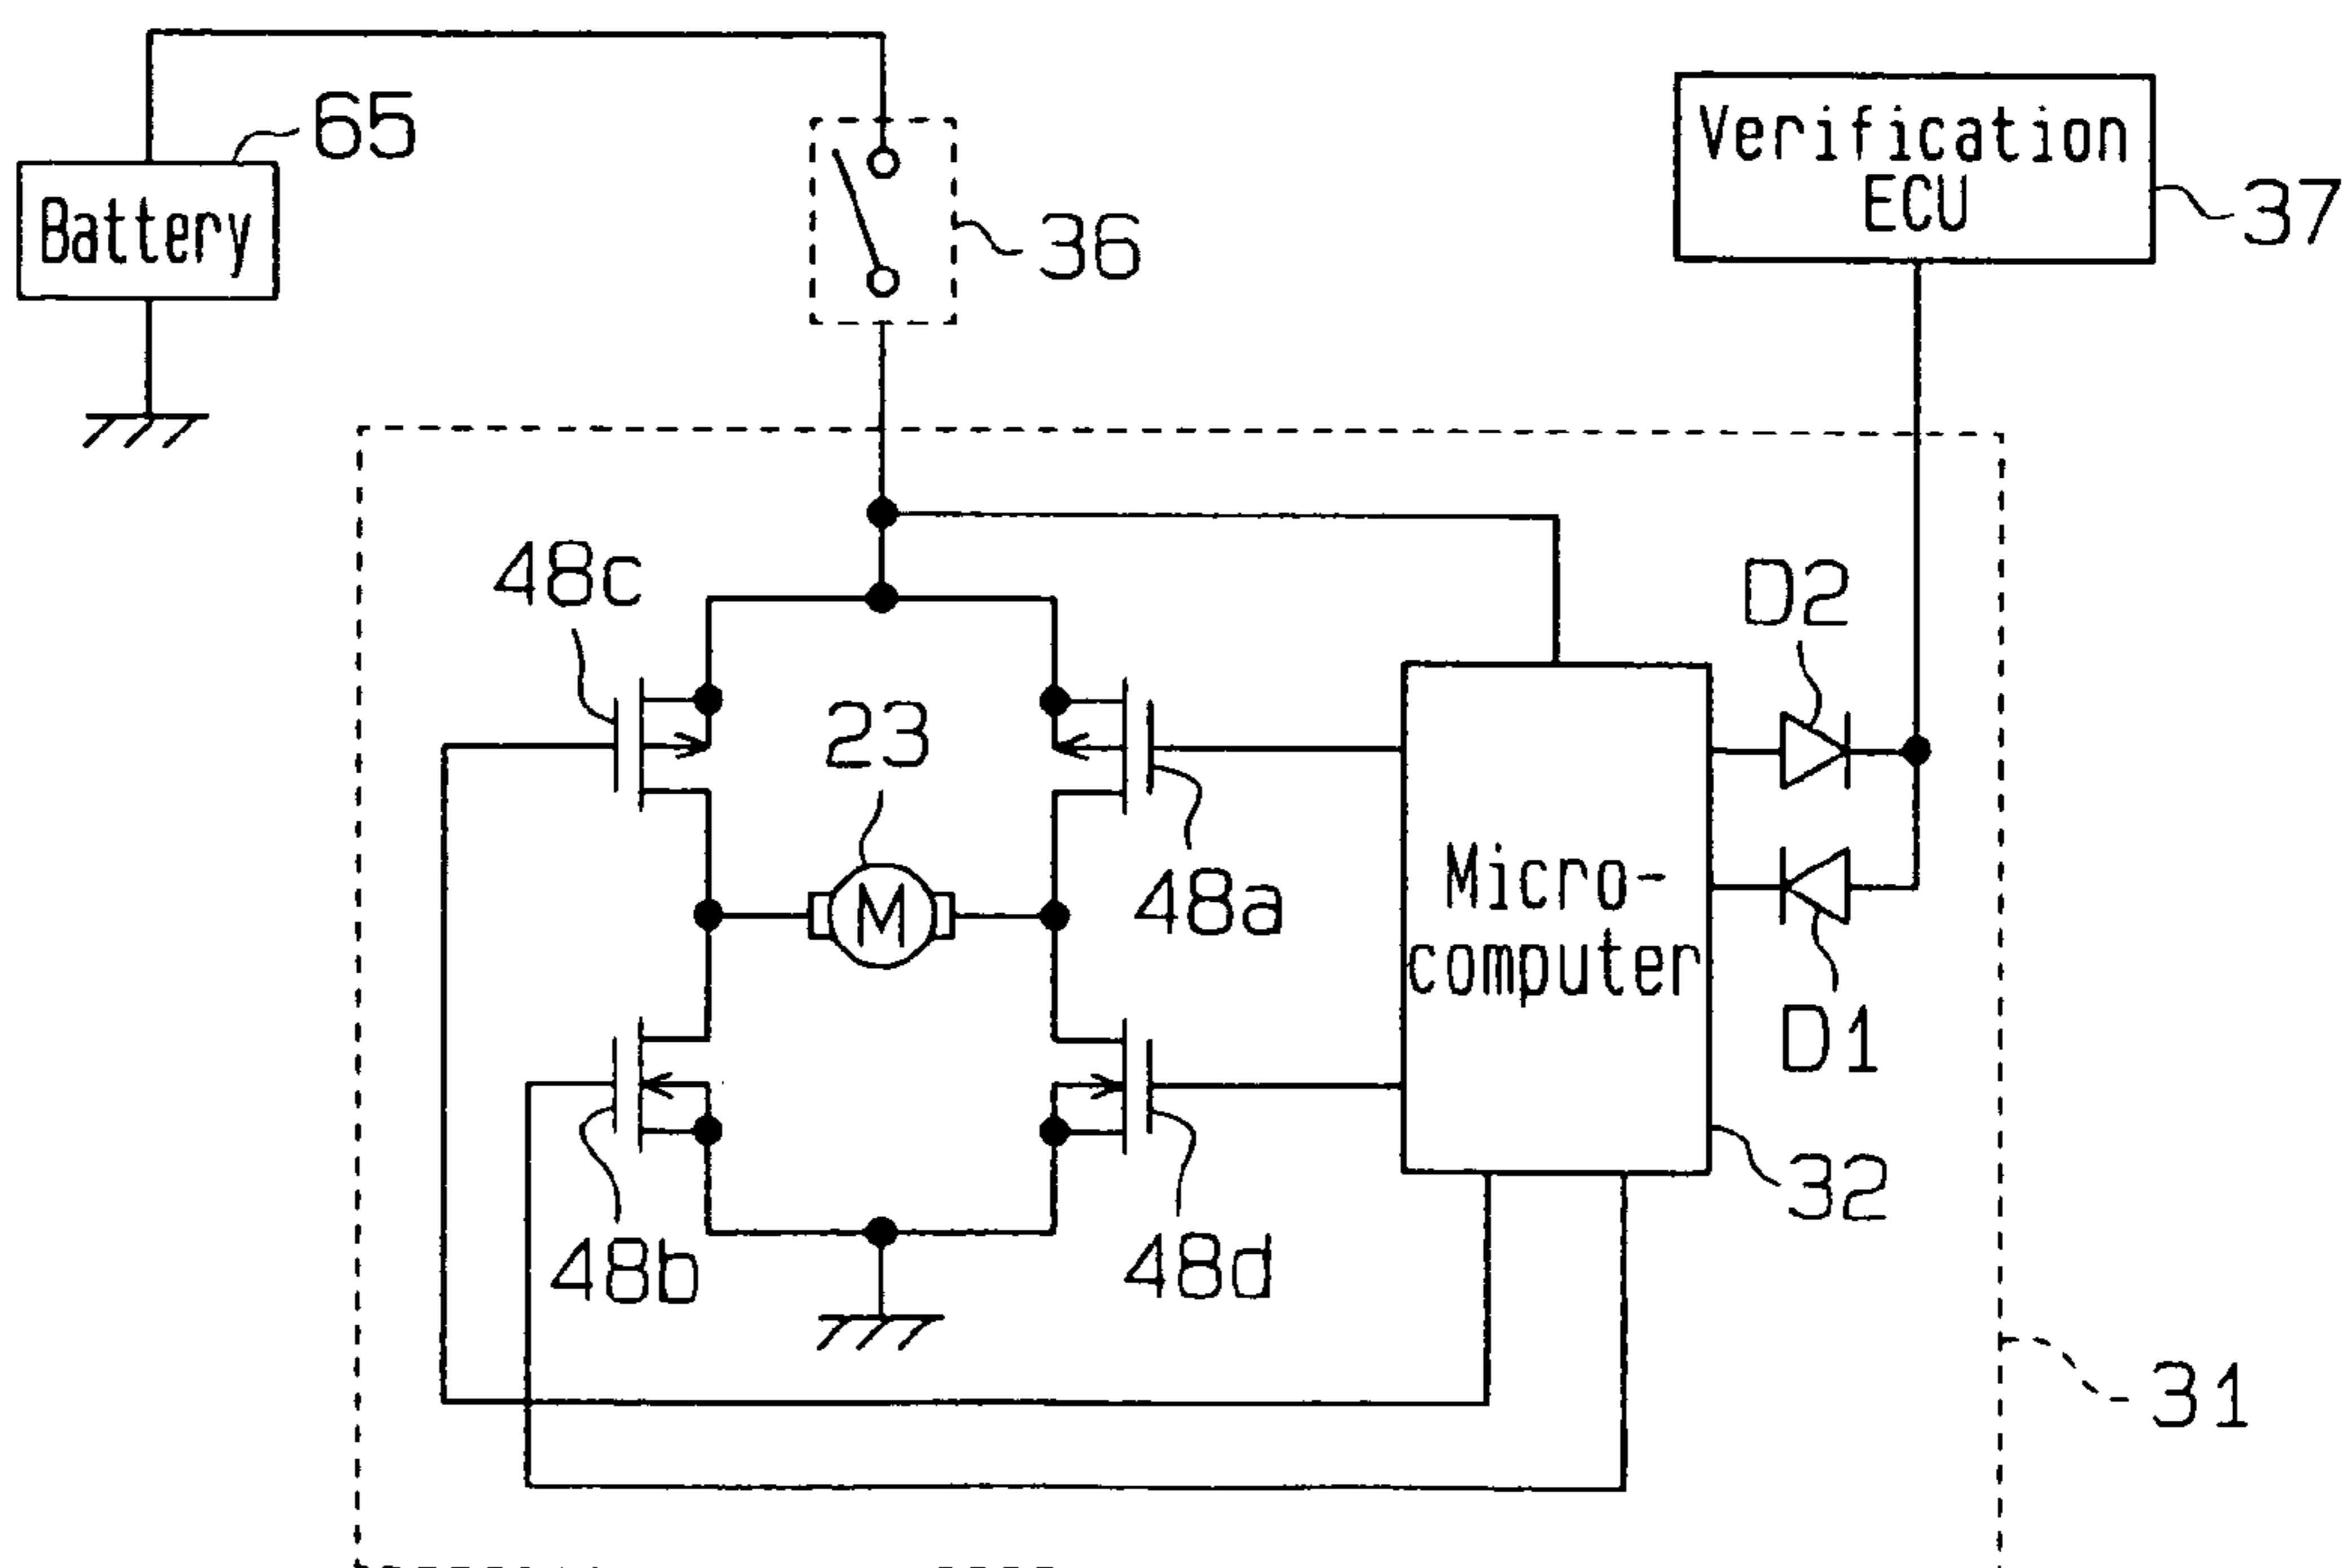 65
Battery
36
Verification
ECU
37
48c
D2
23
M
48a
Micro-
computer
D1
32
48b
48d
31